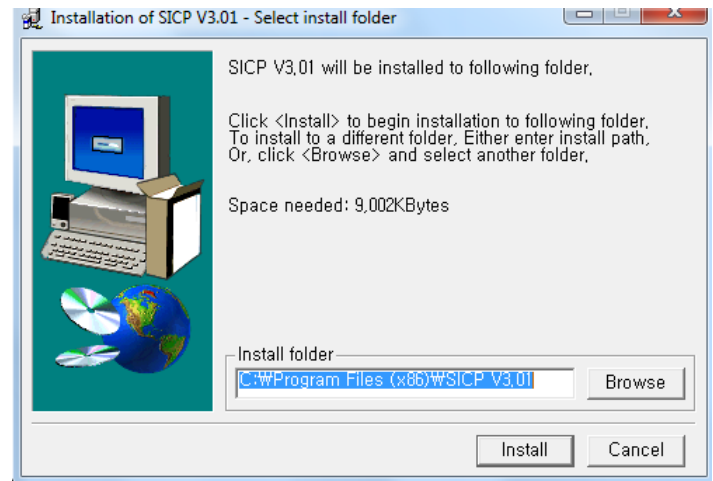 Installation of SICP V3.01 - Select install folder
SICP V3,01 will be installed to following folder,
Click <Install> to begin installation to following folder,
To install to a different folder, Either enter install path,
Or, click <Browse> and select another folder,
Space needed: 9,002KBytes
Install folder
C:₩Program Files (x86)₩SICP V3,01
Browse
Install
Cancel